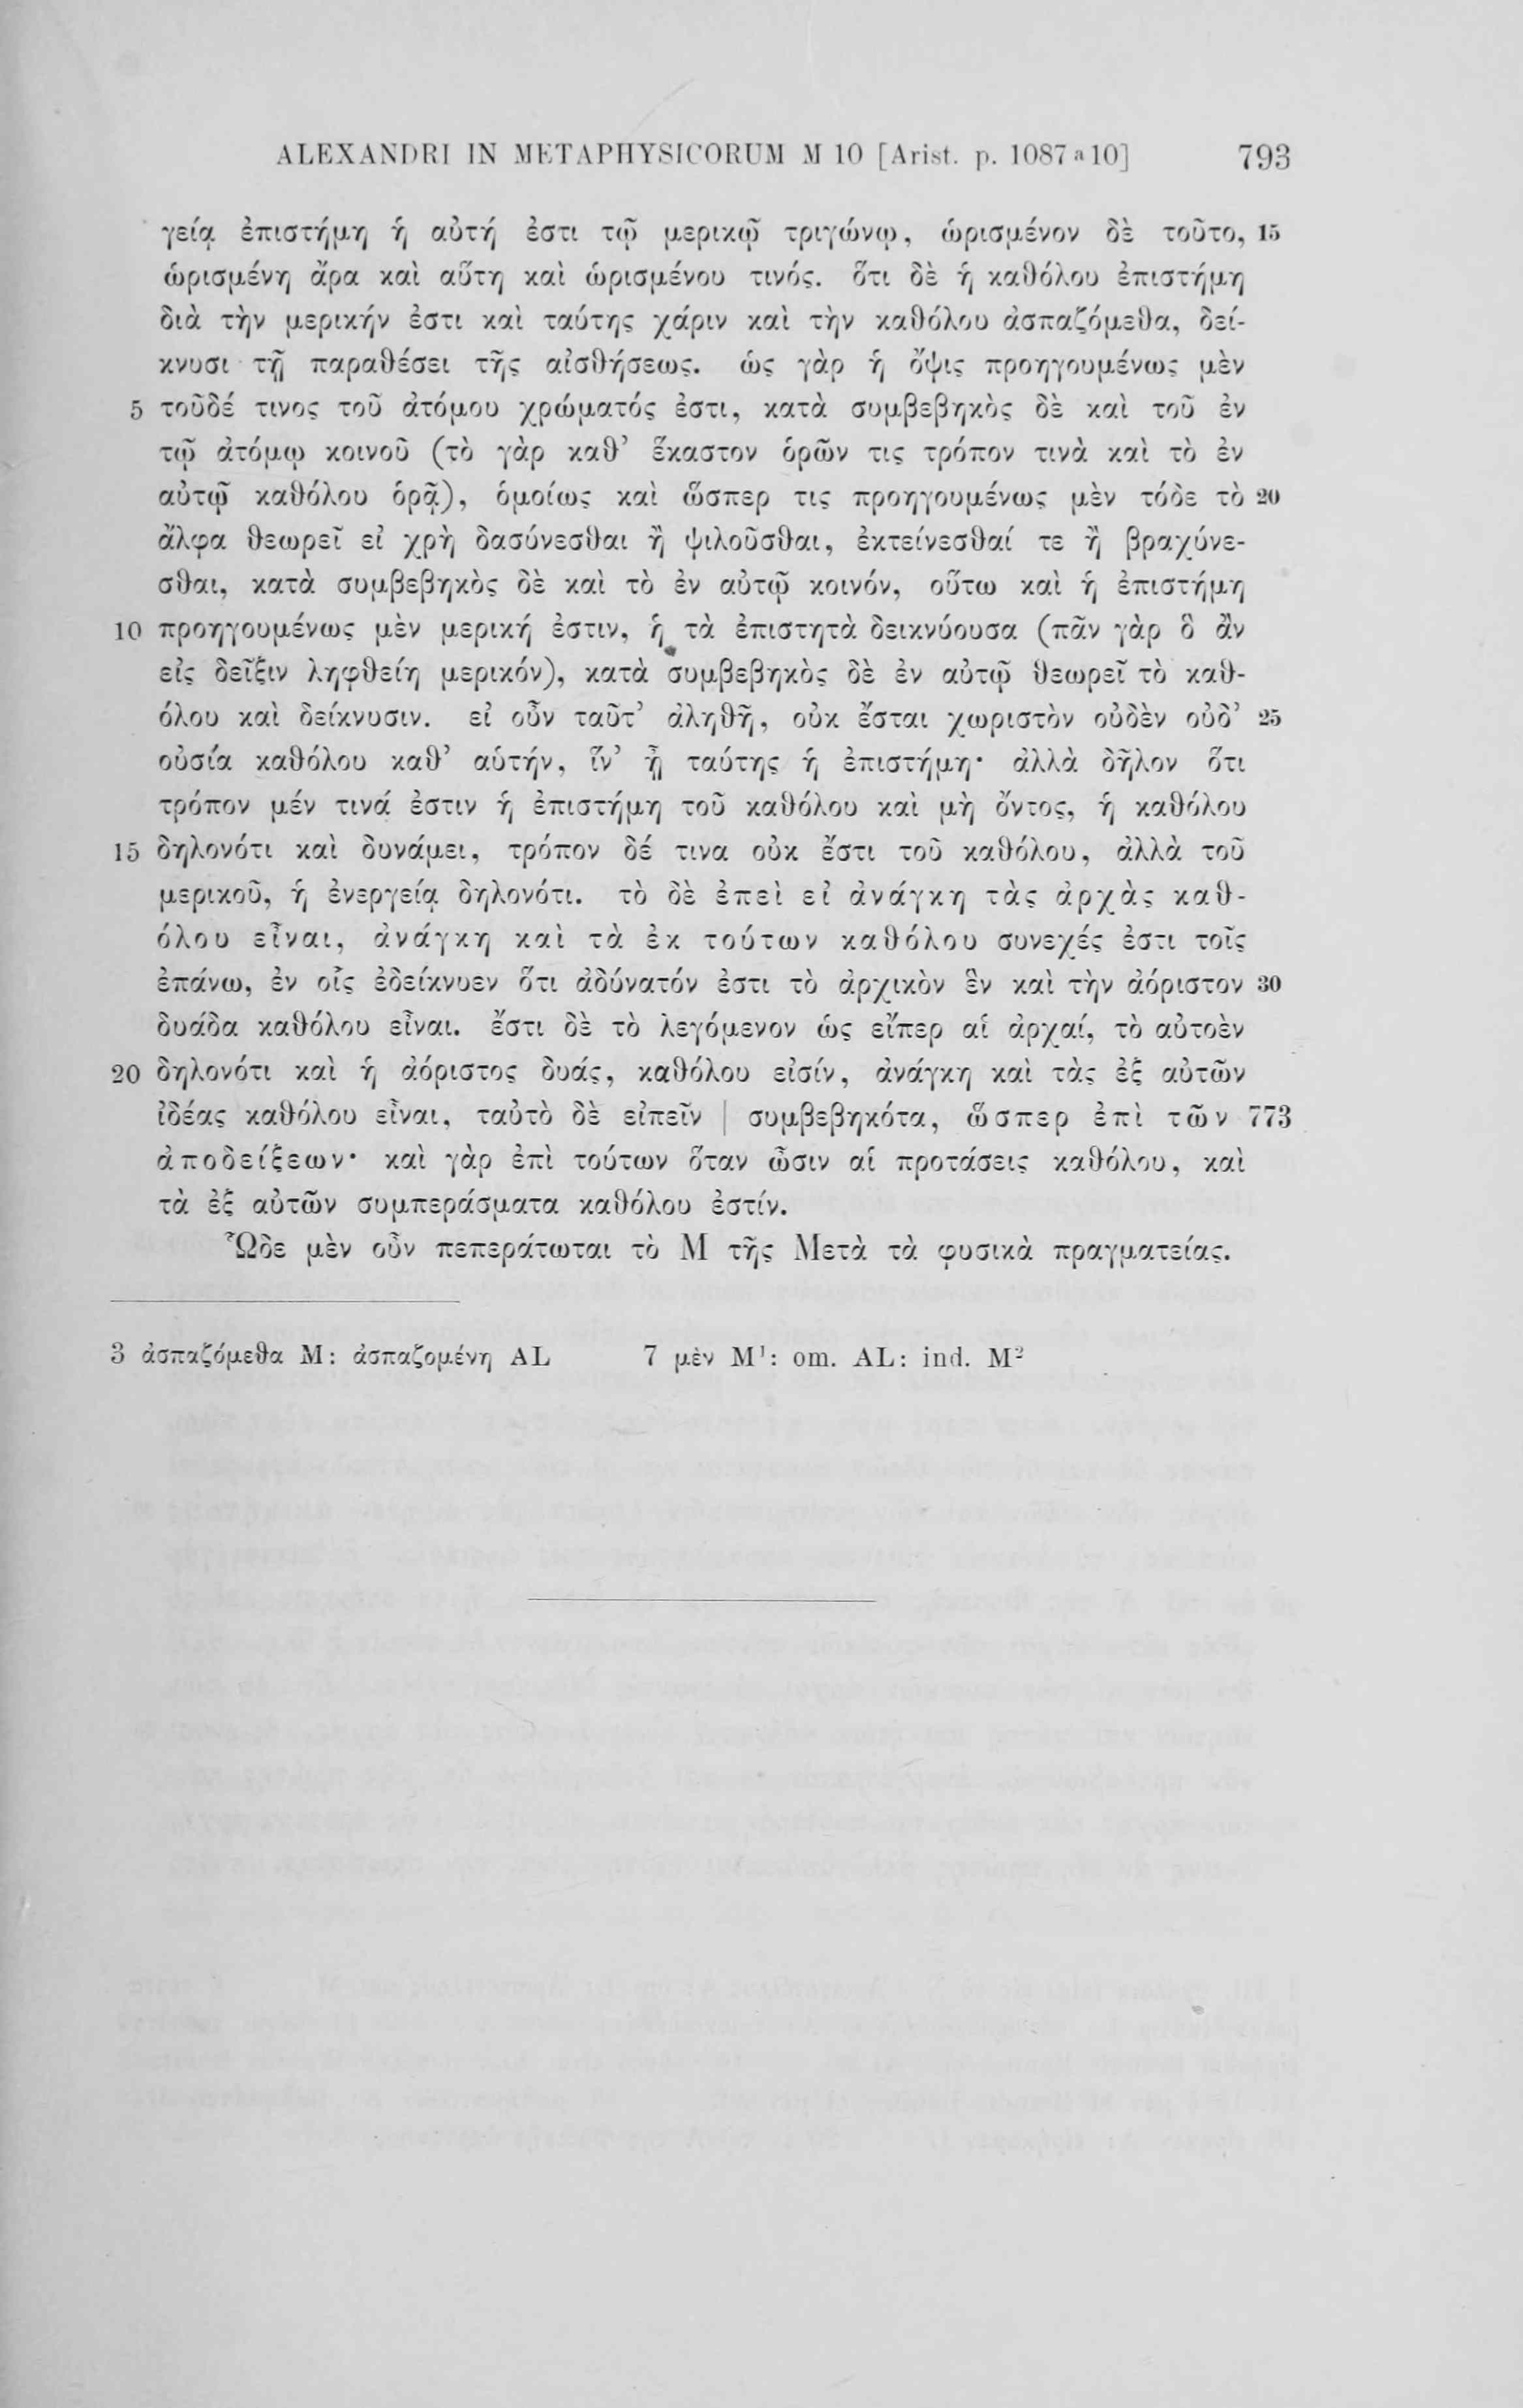 ALEXANDRI IN METAPHYSICORUM M 10 [Arist. p. 1087 a 10] 793
γείᾳ ἐπιστήμη ἡ αὐτή ἐστι τῷ μερικῷ τριγώνῳ, ὡρισμένον δὲ τοῦτο, 15
ὡρισμένη ἄρα καὶ αὕτη καὶ ὡρισμένου τινός. ὅτι δὲ ἡ καθόλου ἐπιστήμη
διὰ τὴν μερικήν ἐστι καὶ ταύτης χάριν καὶ τὴν καθόλου ἀσπαζόμεθα, δεί-
κνυσι τῇ παραθέσει τῆς αἰσθήσεως. ὡς γὰρ ἡ ὄψις προηγουμένως μὲν
5 τοῦδέ τινος τοῦ ἀτόμου χρώματός ἐστι, κατὰ συμβεβηκὸς δὲ καὶ τοῦ ἐν
τῷ ἀτόμῳ κοινοῦ (τὸ γὰρ καθ’ ἕκαστον ὁρῶν τις τρόπον τινὰ καὶ τὸ ἐν
αὐτῷ καθόλου ὁρᾷ), ὁμοίως καὶ ὥσπερ τις προηγουμένως μὲν τόδε τὸ 20
ἄλφα θεωρεῖ εἰ χρὴ δασύνεσθαι ἢ ψιλοῦσθαι, ἐκτείνεσθαί τε ἢ βραχύνε-
σθαι, κατὰ συμβεβηκὸς δὲ καὶ τὸ ἐν αὐτῷ κοινόν, οὕτω καὶ ἡ ἐπιστήμη
10 προηγουμένως μὲν μερική ἐστιν, ἡ τὰ ἐπιστητὰ δεικνύουσα (πᾶν γὰρ ὃ ἂν
εἰς δεῖξιν ληφθείη μερικόν), κατὰ συμβεβηκὸς δὲ ἐν αὐτῷ θεωρεῖ τὸ καθ-
όλου καὶ δείκνυσιν. εἰ οὖν ταῦτ’ ἀληθῆ, οὐκ ἔσται χωριστὸν οὐδὲν οὐδ’ 25
οὐσία καθόλου καθ’ αὑτήν, ἵν’ ᾖ ταύτης ἡ ἐπιστήμη· ἀλλὰ δῆλον ὅτι
τρόπον μέν τινά ἐστιν ἡ ἐπιστήμη τοῦ καθόλου καὶ μὴ ὄντος, ἡ καθόλου
15 δηλονότι καὶ δυνάμει, τρόπον δέ τινα οὐκ ἔστι τοῦ καθόλου, ἀλλὰ τοῦ
μερικοῦ, ἡ ἐνεργείᾳ δηλονότι. τὸ δὲ ἐπεὶ εἰ ἀνάγκη τὰς ἀρχὰς καθ-
όλου εἶναι, ἀνάγκη καὶ τὰ ἐκ τούτων καθόλου συνεχές ἐστι τοῖς
ἐπάνω, ἐν οἷς ἐδείκνυεν ὅτι ἀδύνατόν ἐστι τὸ ἀρχικὸν ἓν καὶ τὴν ἀόριστον 30
δυάδα καθόλου εἶναι. ἔστι δὲ τὸ λεγόμενον ὡς εἴπερ αἱ ἀρχαί, τὸ αὐτοὲν
20 δηλονότι καὶ ἡ ἀόριστος δυάς, καθόλου εἰσίν, ἀνάγκη καὶ τὰς ἐξ αὐτῶν
ἰδέας καθόλου εἶναι, ταὐτὸ δὲ εἰπεῖν | συμβεβηκότα, ὥσπερ ἐπὶ τῶν 773
ἀποδείξεων· καὶ γὰρ ἐπὶ τούτων ὅταν ὦσιν αἱ προτάσεις καθόλου, καὶ
τὰ ἐξ αὐτῶν συμπεράσματα καθόλου ἐστίν.
Ὧδε μὲν οὖν πεπεράτωται τὸ Μ τῆς Μετὰ τὰ φυσικὰ πραγματείας.
3 ἀσπαζόμεθα M: ἀσπαζομένη AL 7 μὲν M¹: om. AL: ind. M²